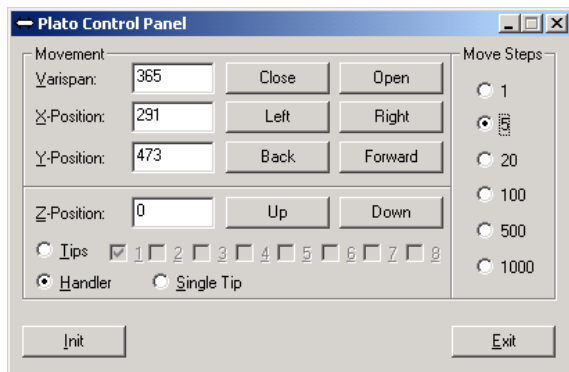 Plato Control Panel
Movement
Move Steps
Varispan: 365 Close Open
X-Position: 291 Left Right
Y-Position: 473 Back Forward
Z-Position: 0 Up Down
Tips 1 2 3 4 5 6 7 8
Handler Single Tip
1
5
20
100
500
1000
Init
Exit